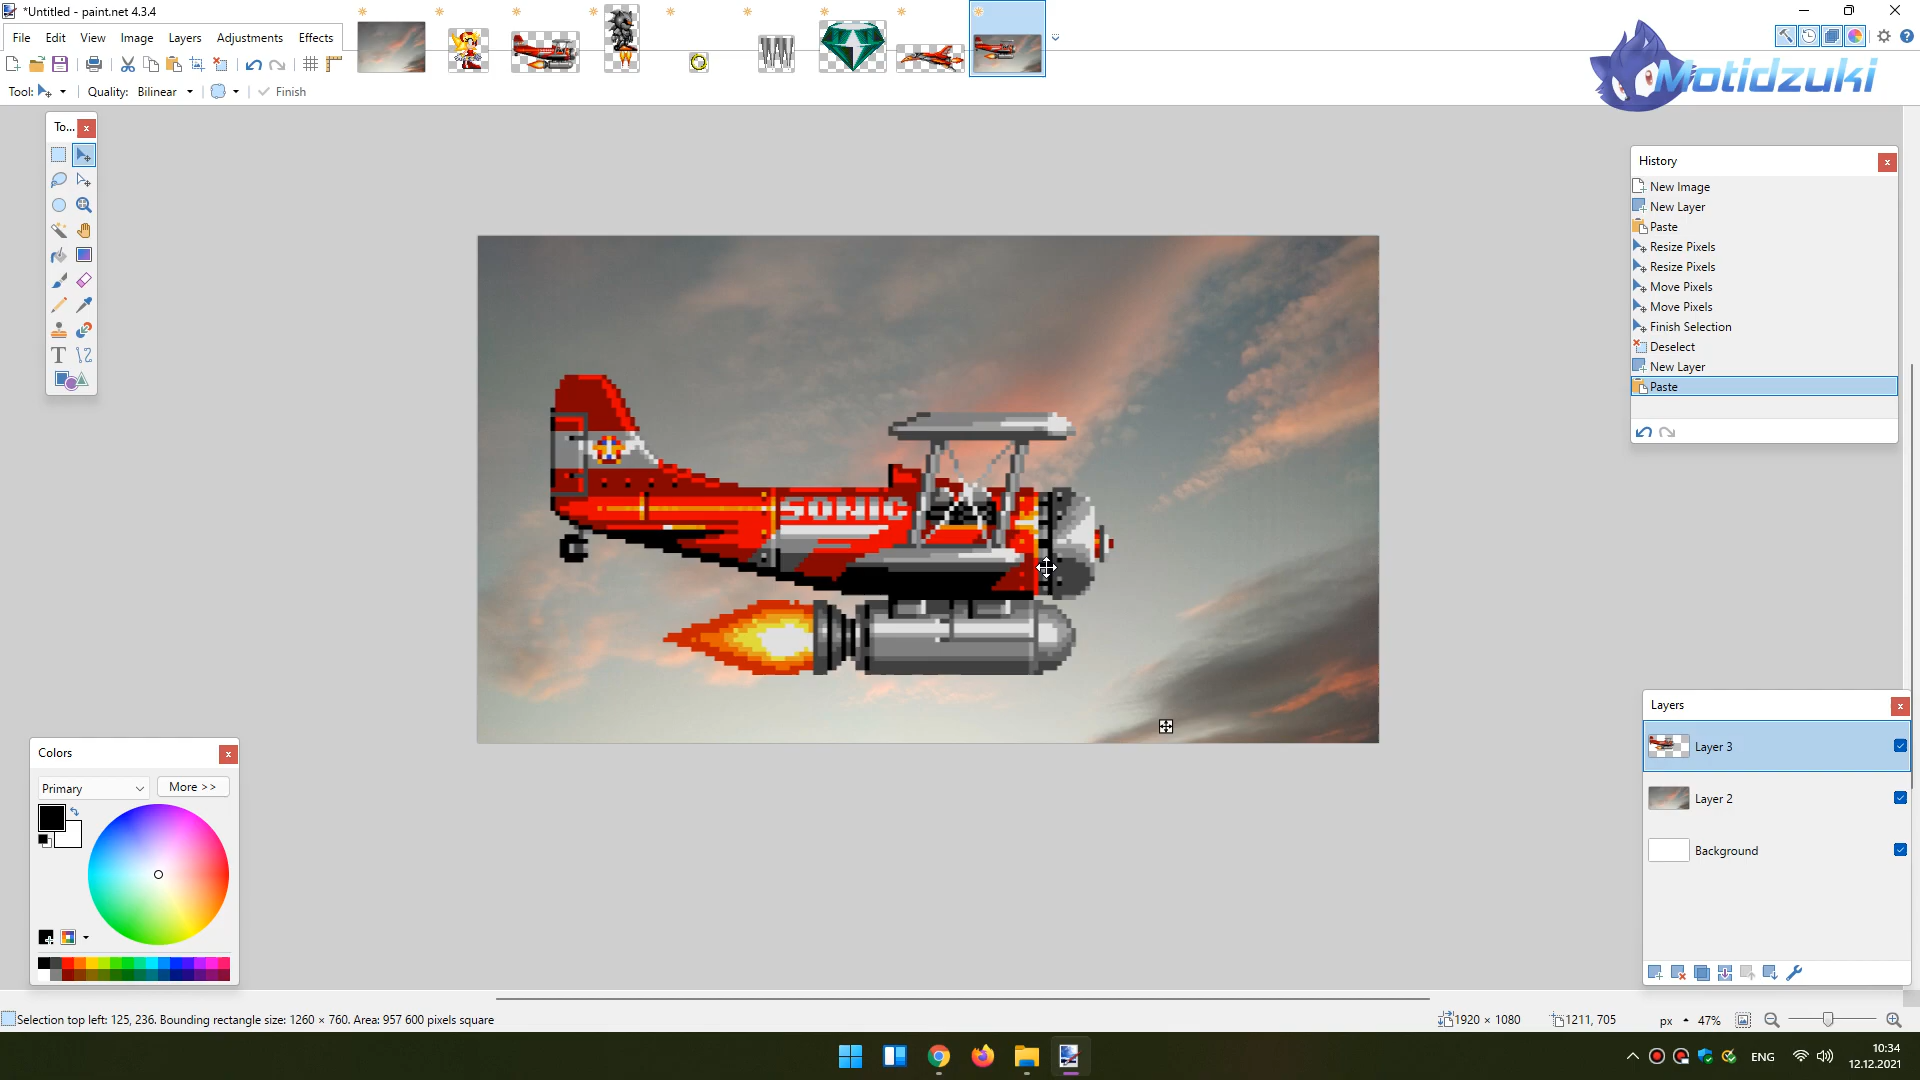 *Untitled - paint.net 4.3.4
File Edit View Image Layers Adjustments Effects
Tool: Quality: Bilinear Finish
Motidzuki
To...
History
New Image
New Layer
Paste
Resize Pixels
Resize Pixels
Move Pixels
Move Pixels
Finish Selection
Deselect
New Layer
Paste
SONIC
Layers
Layer 3
Layer 2
Background
Colors
Primary More >>
Selection top left: 125, 236. Bounding rectangle size: 1260 × 760. Area: 957 600 pixels square
1920 × 1080 1211, 705 px 47%
ENG
10:34
12.12.2021